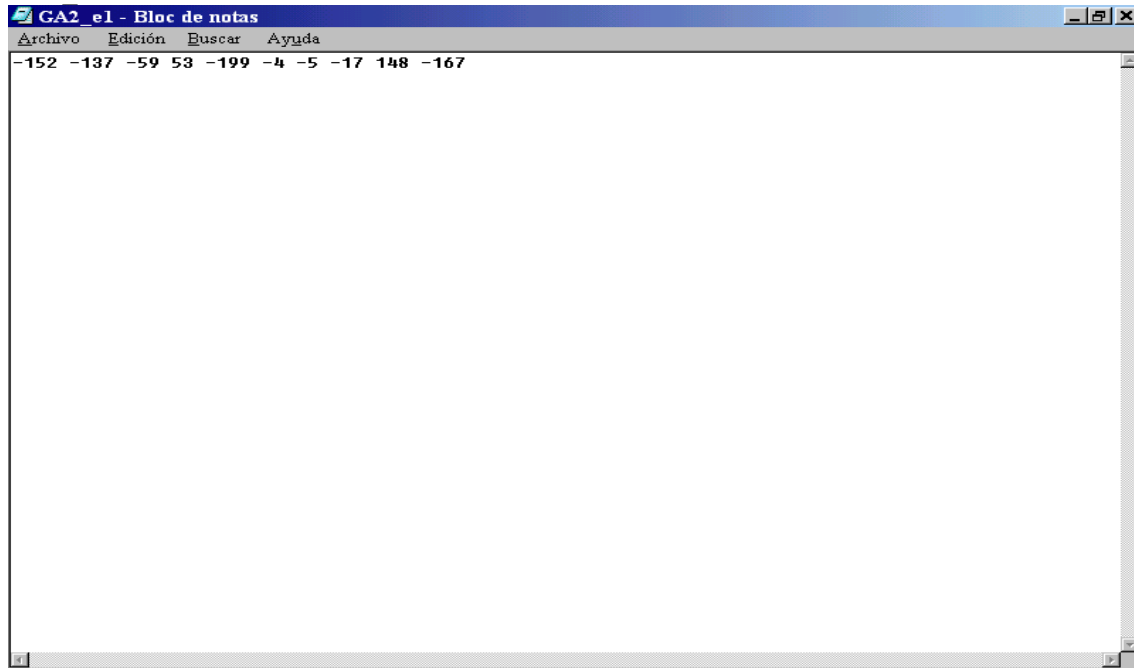 GA2_e1 - Bloc de notas
Archivo Edición Buscar Ayuda
-152 -137 -59 53 -199 -4 -5 -17 148 -167